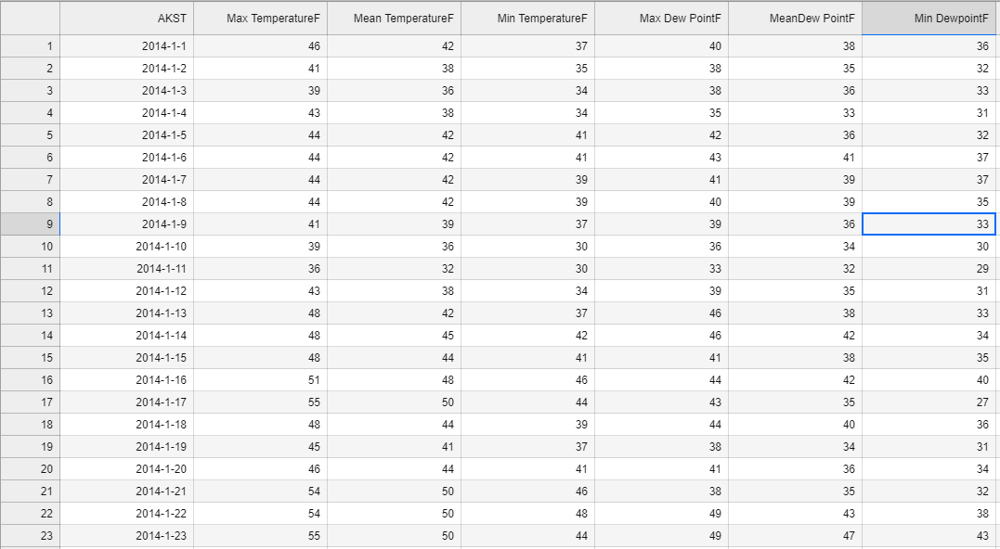 AKST Max TemperatureF Mean TemperatureF Min TemperatureF Max Dew PointF MeanDew PointF Min DewpointF
1 2014-1-1 46 42 37 40 38 36
2 2014-1-2 41 38 35 38 35 32
3 2014-1-3 39 36 34 38 36 33
4 2014-1-4 43 38 34 35 33 31
5 2014-1-5 44 42 41 42 36 32
6 2014-1-6 44 42 41 43 41 37
7 2014-1-7 44 42 39 41 39 37
8 2014-1-8 44 42 39 40 39 35
9 2014-1-9 41 39 37 39 36 33
10 2014-1-10 39 36 30 36 34 30
11 2014-1-11 36 32 30 33 32 29
12 2014-1-12 43 38 34 39 35 31
13 2014-1-13 48 42 37 46 38 33
14 2014-1-14 48 45 42 46 42 34
15 2014-1-15 48 44 41 41 38 35
16 2014-1-16 51 48 46 44 42 40
17 2014-1-17 55 50 44 43 35 27
18 2014-1-18 48 44 39 44 40 36
19 2014-1-19 45 41 37 38 34 31
20 2014-1-20 46 44 41 41 36 34
21 2014-1-21 54 50 46 38 35 32
22 2014-1-22 54 50 48 49 43 38
23 2014-1-23 55 50 44 49 47 43